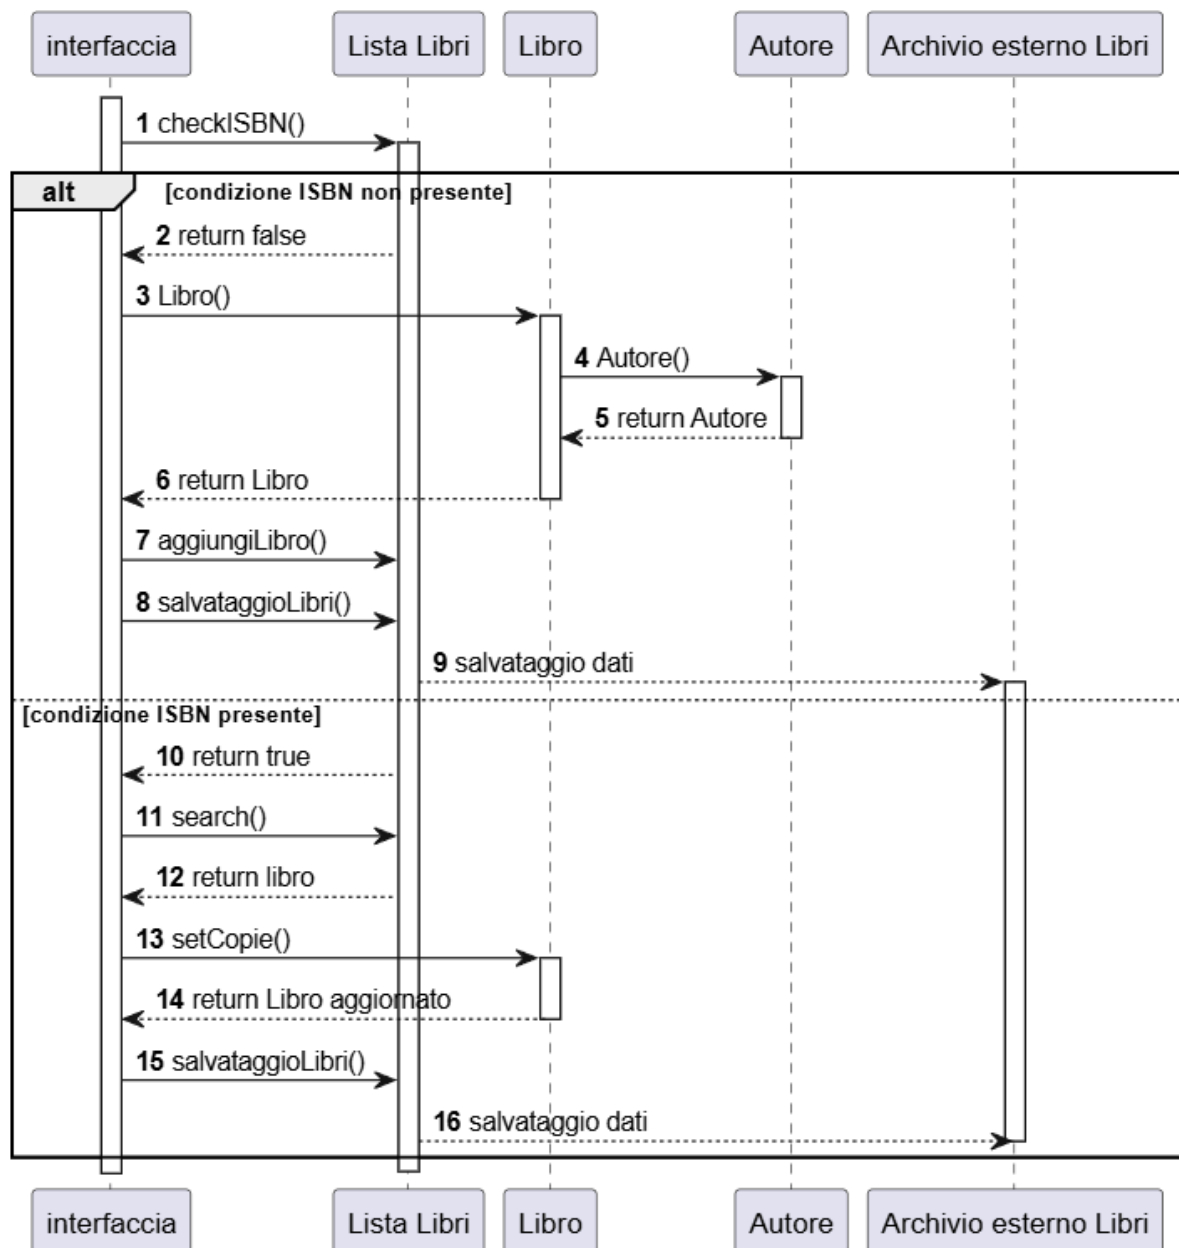 interfaccia
Lista Libri
Libro
Autore
Archivio esterno Libri
1 checkISBN()
alt
[condizione ISBN non presente]
2 return false
3 Libro()
4 Autore()
5 return Autore
6 return Libro
7 aggiungiLibro()
8 salvataggioLibri()
9 salvataggio dati
[condizione ISBN presente]
10 return true
11 search()
12 return libro
13 setCopie()
14 return Libro aggiornato
15 salvataggioLibri()
16 salvataggio dati
interfaccia
Lista Libri
Libro
Autore
Archivio esterno Libri